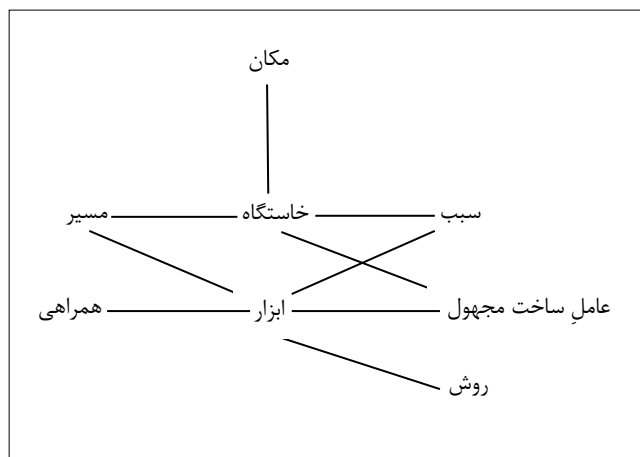 مکان
سبب خاستگاه مسیر
عاملِ ساخت مجهول ابزار همراهی
روش